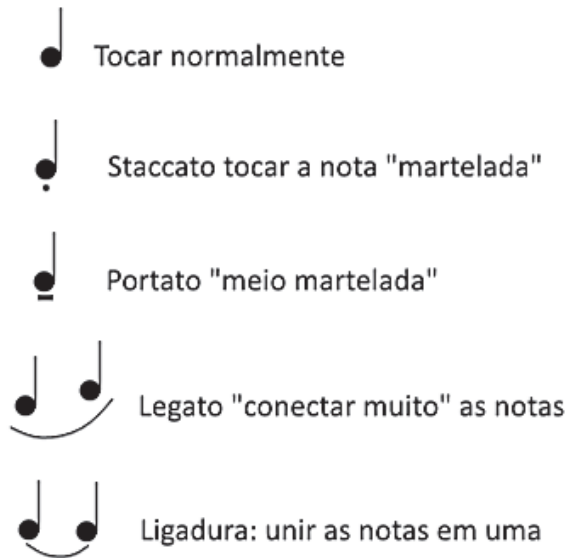 Tocar normalmente
Staccato tocar a nota "martelada"
Portato "meio martelada"
Legato "conectar muito" as notas
Ligadura: unir as notas em uma